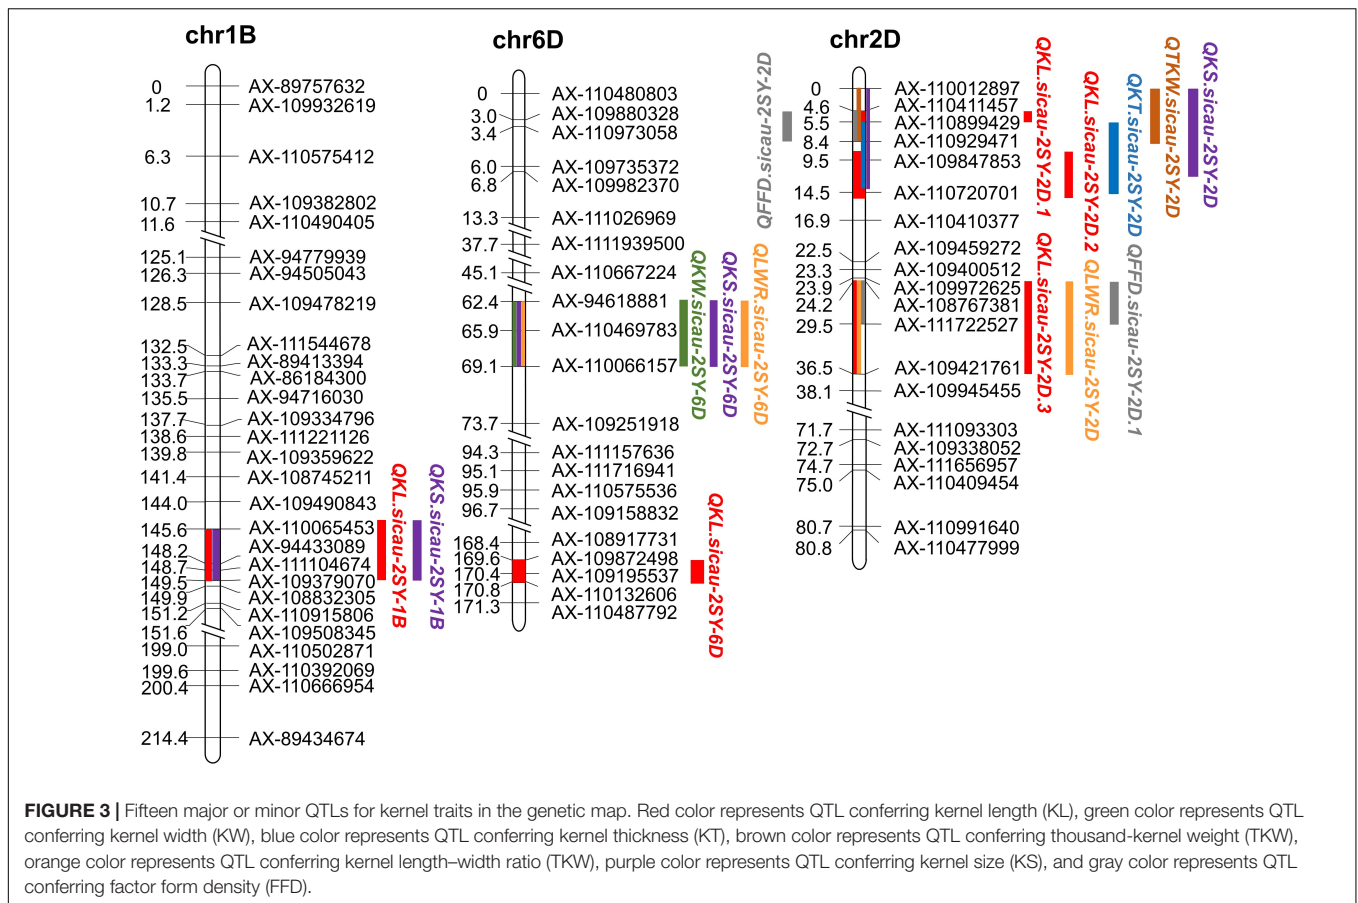 chr1B
0 AX-89757632
1.2 AX-109932619
6.3 AX-110575412
10.7 AX-109382802
11.6 AX-110490405
125.1 AX-94779939
126.3 AX-94505043
128.5 AX-109478219
132.5 AX-111544678
133.3 AX-89413394
133.7 AX-86184300
135.5 AX-94716030
137.7 AX-109334796
138.6 AX-111221126
139.8 AX-109359622
141.4 AX-108745211
144.0 AX-109490843
145.6 AX-110065453
148.2 AX-94433089
148.7 AX-111104674
149.5 AX-109379070
149.9 AX-108832305
151.2 AX-110915806
151.6 AX-109508345
199.0 AX-110502871
199.6 AX-110392069
200.4 AX-110666954
214.4 AX-89434674
QKL.sicau-2SY-1B
QKS.sicau-2SY-1B
chr6D
0 AX-110480803
3.0 AX-109880328
3.4 AX-110973058
6.0 AX-109735372
6.8 AX-109982370
13.3 AX-111026969
37.7 AX-1111939500
45.1 AX-110667224
62.4 AX-94618881
65.9 AX-110469783
69.1 AX-110066157
73.7 AX-109251918
94.3 AX-111157636
95.1 AX-111716941
95.9 AX-110575536
96.7 AX-109158832
168.4 AX-108917731
169.6 AX-109872498
170.4 AX-109195537
170.8 AX-110132606
171.3 AX-110487792
QKW.sicau-2SY-6D
QKS.sicau-2SY-6D
QLWR.sicau-2SY-6D
QKL.sicau-2SY-6D
chr2D
0 AX-110012897
4.6 AX-110411457
5.5 AX-110899429
8.4 AX-110929471
9.5 AX-109847853
14.5 AX-110720701
16.9 AX-110410377
22.5 AX-109459272
23.3 AX-109400512
23.9 AX-109972625
24.2 AX-108767381
29.5 AX-111722527
36.5 AX-109421761
38.1 AX-109945455
71.7 AX-111093303
72.7 AX-109338052
74.7 AX-111656957
75.0 AX-110409454
80.7 AX-110991640
80.8 AX-110477999
QFFD.sicau-2SY-2D
QKL.sicau-2SY-2D.1
QKL.sicau-2SY-2D.2
QKT.sicau-2SY-2D
QTKW.sicau-2SY-2D
QKS.sicau-2SY-2D
QKL.sicau-2SY-2D.3
QLWR.sicau-2SY-2D
QFFD.sicau-2SY-2D.1
FIGURE 3 | Fifteen major or minor QTLs for kernel traits in the genetic map. Red color represents QTL conferring kernel length (KL), green color represents QTL
conferring kernel width (KW), blue color represents QTL conferring kernel thickness (KT), brown color represents QTL conferring thousand-kernel weight (TKW),
orange color represents QTL conferring kernel length–width ratio (TKW), purple color represents QTL conferring kernel size (KS), and gray color represents QTL
conferring factor form density (FFD).